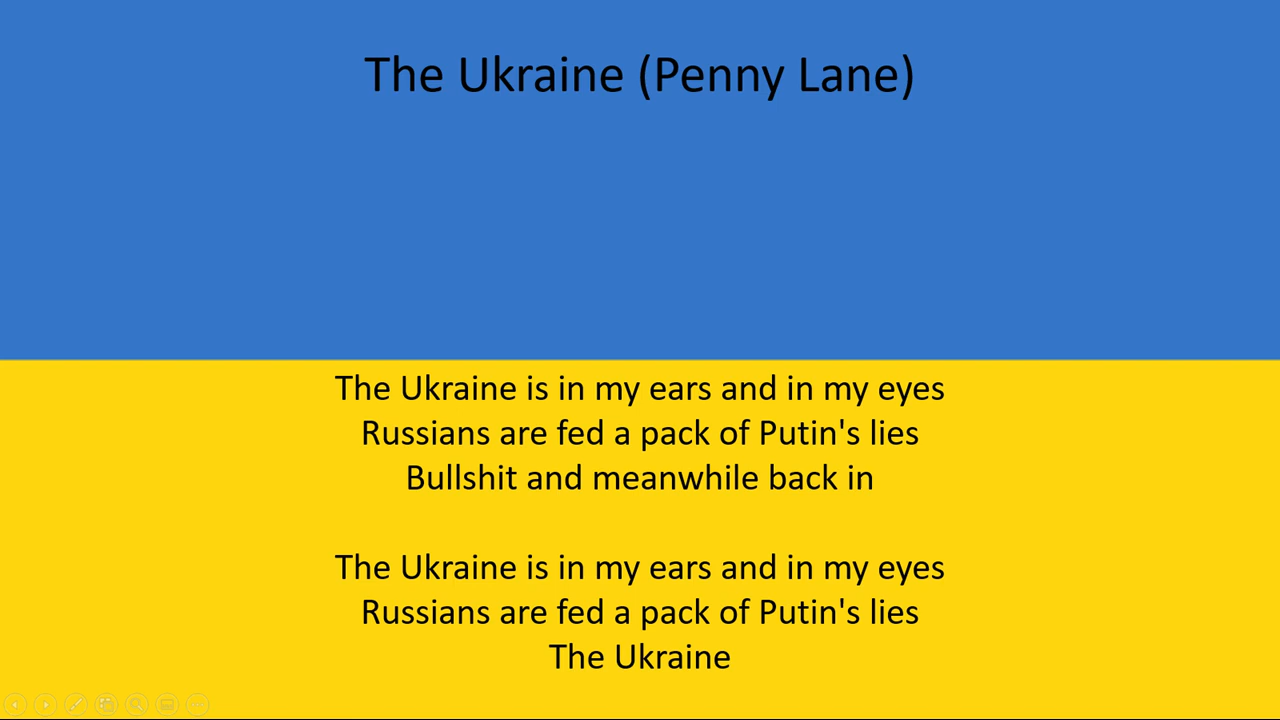 The Ukraine (Penny Lane)
The Ukraine is in my ears and in my eyes
Russians are fed a pack of Putin's lies
Bullshit and meanwhile back in
The Ukraine is in my ears and in my eyes
Russians are fed a pack of Putin's lies
The Ukraine